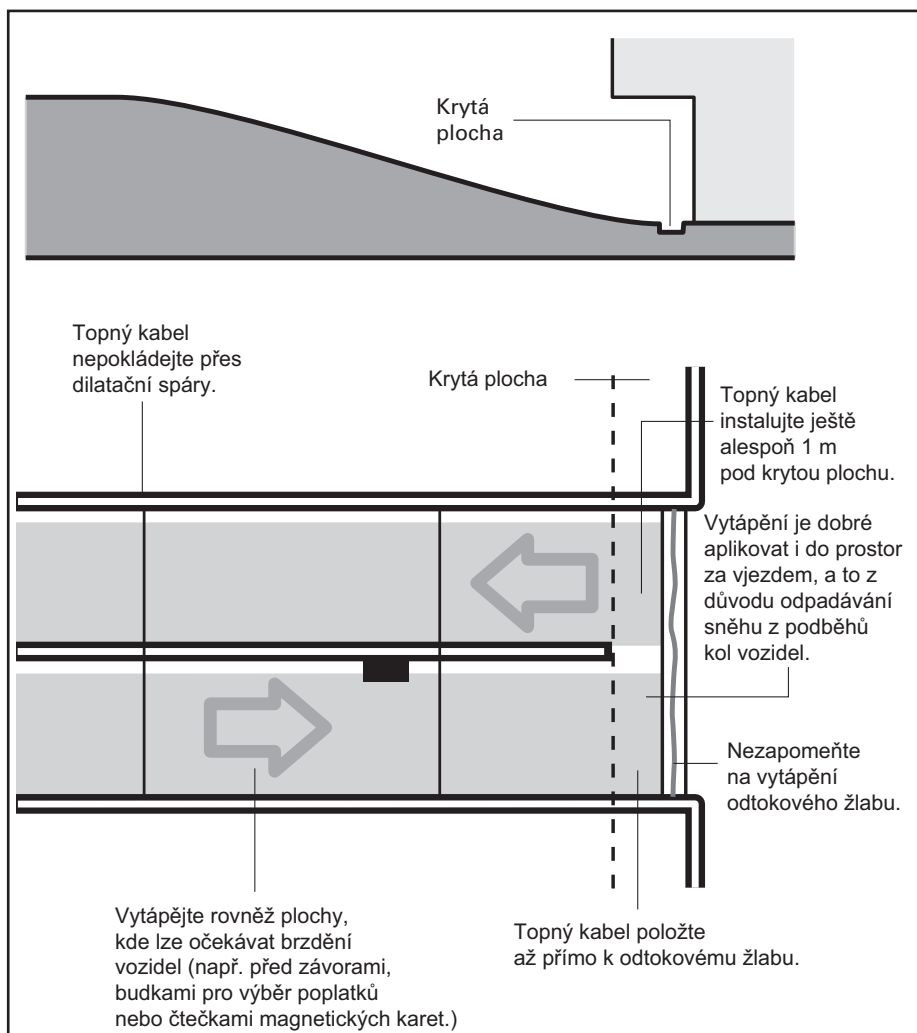 Krytá
plocha
Topný kabel
nepokládejte přes
dilatační spáry.
Krytá plocha
Topný kabel
instalujte ještě
alespoň 1 m
pod krytou plochu.
Vytápění je dobré
aplikovat i do prostor
za vjezdem, a to z
důvodu odpadávání
sněhu z podběhů
kol vozidel.
Nezapomeňte
na vytápění
odtokového žlabu.
Vytápějte rovněž plochy,
kde lze očekávat brzdění
vozidel (např. před závorami,
budkami pro výběr poplatků
nebo čtečkami magnetických karet.)
Topný kabel položte
až přímo k odtokovému žlabu.